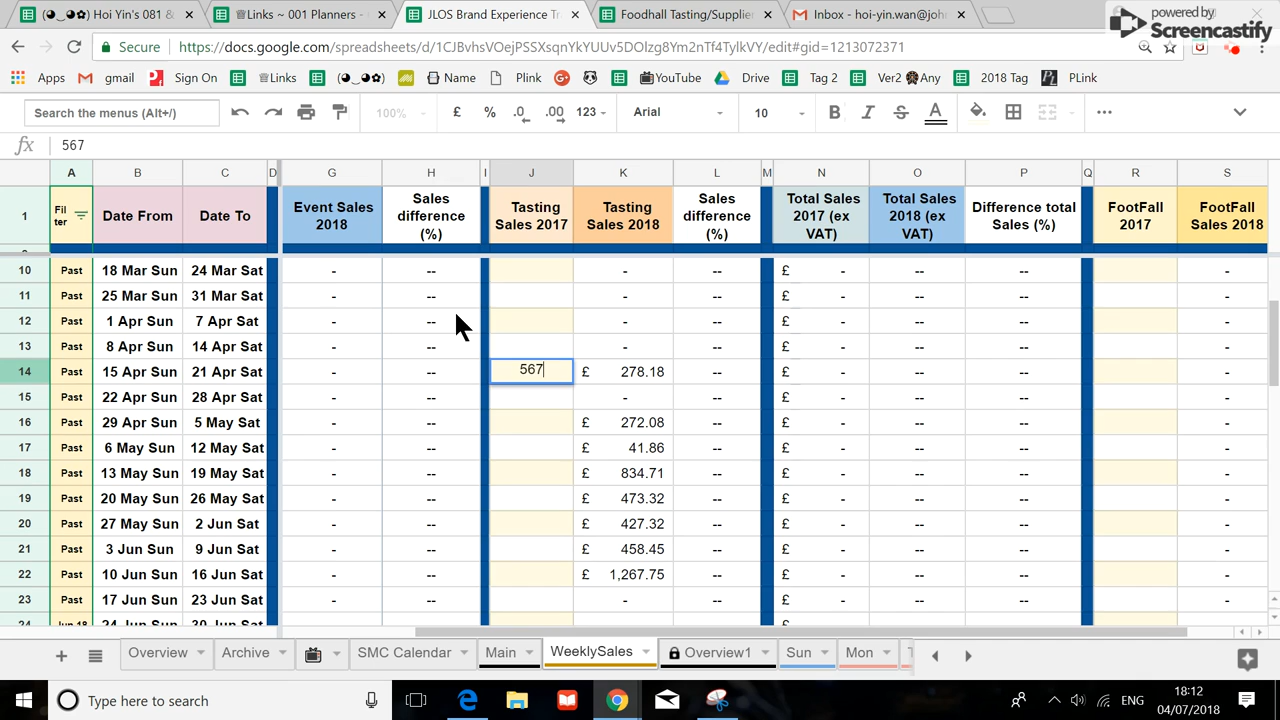 (◕‿◕✿) Hoi Yin's 081 &
♕Links ~ 001 Planners -
JLOS Brand Experience Tr
Foodhall Tasting/Supplie
Inbox - hoi-yin.wan@joh
powered by
Screencastify
Secure
Apps gmail Sign On ♕Links (◕‿◕✿) Name Plink YouTube Drive Tag 2 Ver2 Any 2018 Tag PLink
Search the menus (Alt+/) 100% £ % .0 .00 123 Arial 10 B I S A
fx 567
A B C D G H I J K L M N O P Q R S
1 Fil ter Date From Date To Event Sales 2018 Sales difference (%) Tasting Sales 2017 Tasting Sales 2018 Sales difference (%) Total Sales 2017 (ex VAT) Total Sales 2018 (ex VAT) Difference total Sales (%) FootFall 2017 FootFall Sales 2018
10 Past 18 Mar Sun 24 Mar Sat - -- - -- £ - - -- -
11 Past 25 Mar Sun 31 Mar Sat - -- - -- £ - - -- -
12 Past 1 Apr Sun 7 Apr Sat - -- - -- £ - - -- -
13 Past 8 Apr Sun 14 Apr Sat - -- - -- £ - - -- -
14 Past 15 Apr Sun 21 Apr Sat - -- 567 £ 278.18 -- £ - - -- -
15 Past 22 Apr Sun 28 Apr Sat - -- - -- £ - - -- -
16 Past 29 Apr Sun 5 May Sat - -- £ 272.08 -- £ - - -- -
17 Past 6 May Sun 12 May Sat - -- £ 41.86 -- £ - - -- -
18 Past 13 May Sun 19 May Sat - -- £ 834.71 -- £ - - -- -
19 Past 20 May Sun 26 May Sat - -- £ 473.32 -- £ - - -- -
20 Past 27 May Sun 2 Jun Sat - -- £ 427.32 -- £ - - -- -
21 Past 3 Jun Sun 9 Jun Sat - -- £ 458.45 -- £ - - -- -
22 Past 10 Jun Sun 16 Jun Sat - -- £ 1,267.75 -- £ - - -- -
23 Past 17 Jun Sun 23 Jun Sat - -- - -- £ - - -- -
24 Jun 18 24 Jun Sun 30 Jun Sat
Overview Archive SMC Calendar Main WeeklySales Overview1 Sun Mon
Type here to search
ENG
18:12
04/07/2018